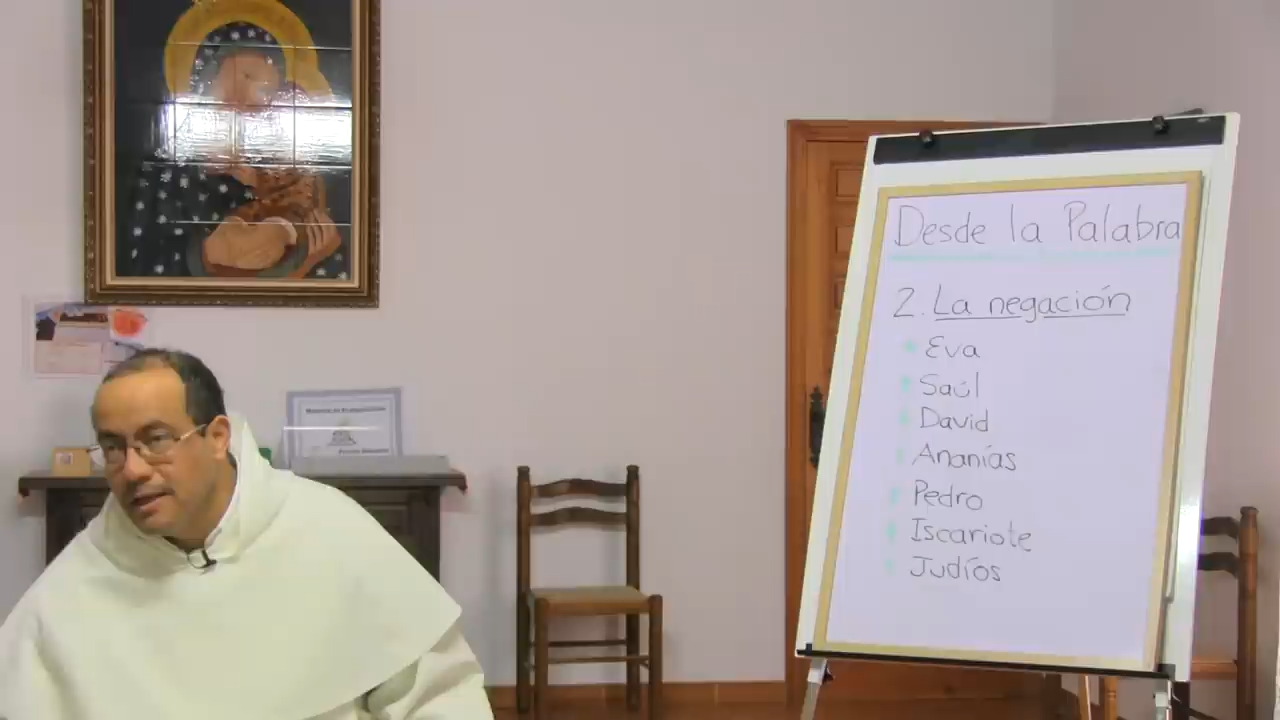 Desde la Palabra
2. La negación
Eva
Saúl
David
Ananías
Pedro
Iscariote
Judíos